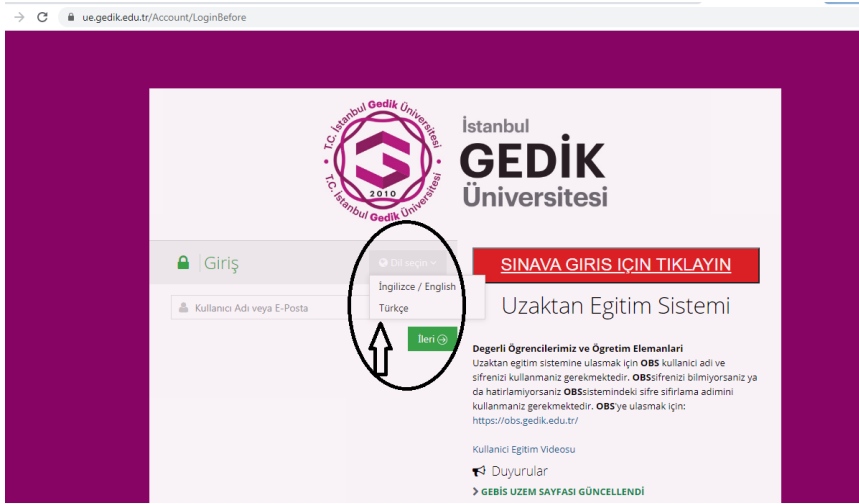 ue.gedik.edu.tr/Account/LoginBefore
T.C. İstanbul Gedik Üniversitesi
T.C. İstanbul Gedik Üniversitesi
2010
İstanbul
GEDİK
Üniversitesi
Giriş
Dil seçin
İngilizce / English
Türkçe
Kullanıcı Adı veya E-Posta
İleri
SINAVA GIRIS IÇIN TIKLAYIN
Uzaktan Egitim Sistemi
Degerli Ögrencilerimiz ve Ögretim Elemanlari
Uzaktan egitim sistemine ulasmak için OBS kullanici adi ve
sifrenizi kullanmaniz gerekmektedir. OBSsifrenizi bilmiyorsaniz ya
da hatirlamiyorsaniz OBSsistemindeki sifre sifirlama adimini
kullanmaniz gerekmektedir. OBS'ye ulasmak için:
https://obs.gedik.edu.tr/
Kullanici Egitim Videosu
Duyurular
GEBİS UZEM SAYFASI GÜNCELLENDİ